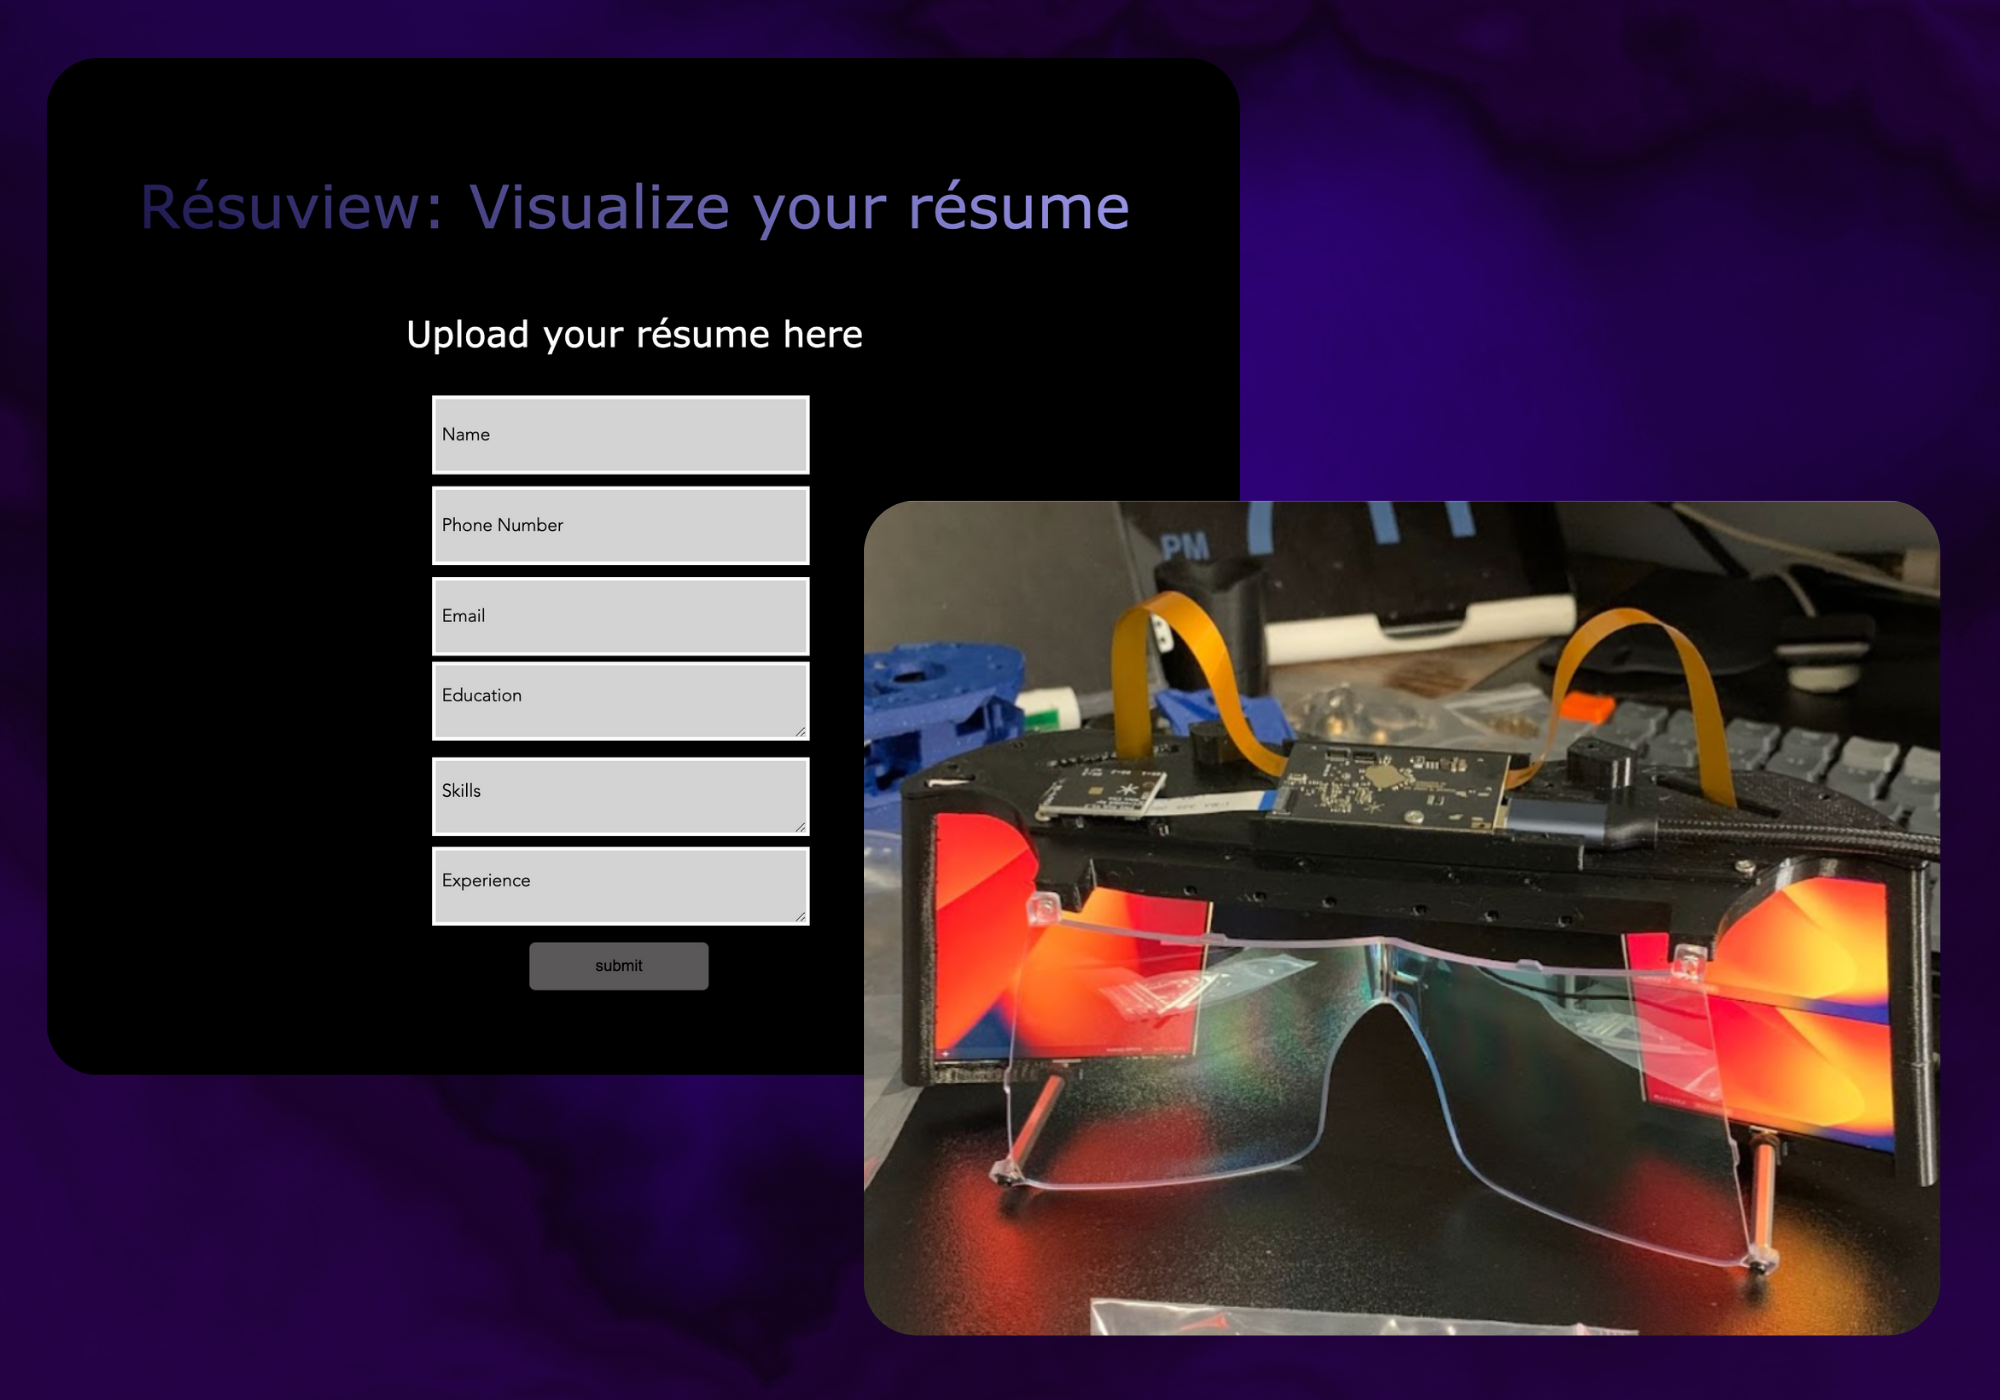 Résuview: Visualize your résume
Upload your résume here
Name
Phone Number
Email
Education
Skills
Experience
submit
PM